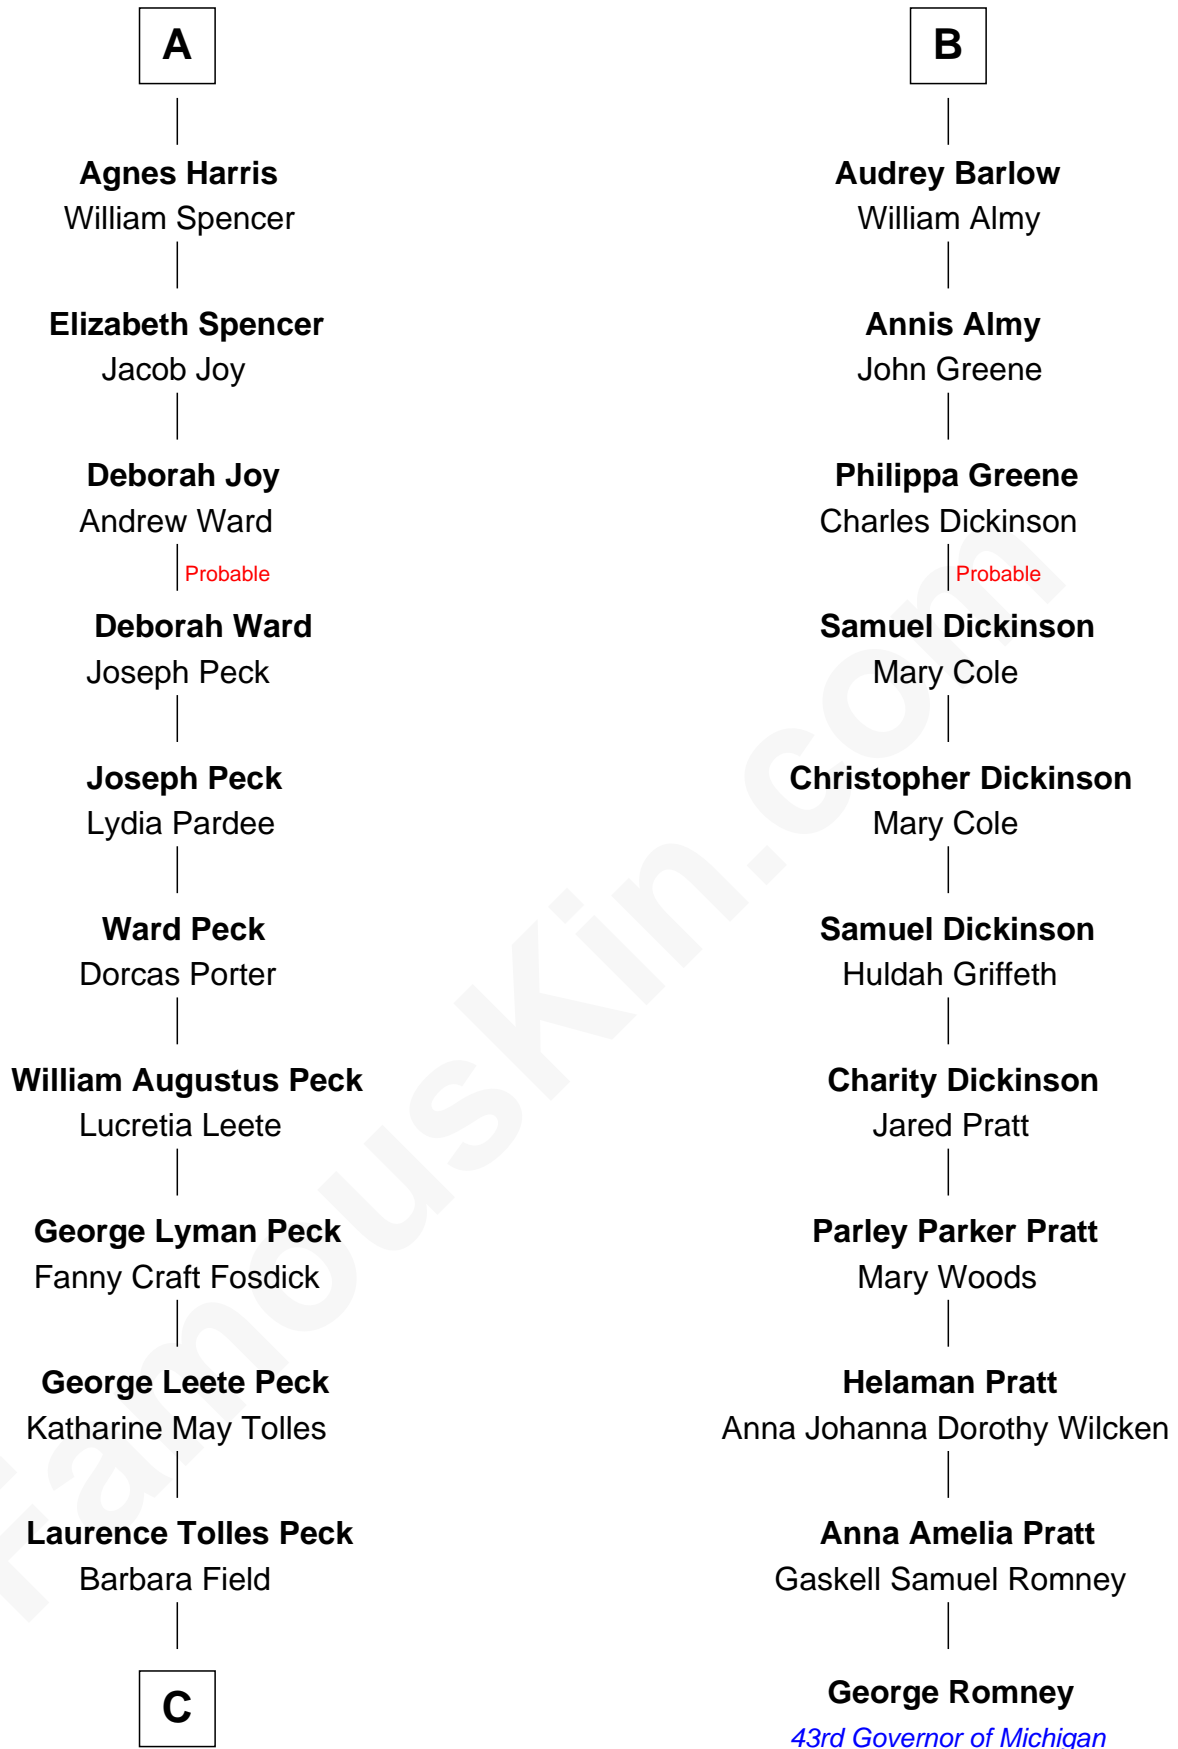 A
Agnes Harris
William Spencer
Elizabeth Spencer
Jacob Joy
Deborah Joy
Andrew Ward
Probable
Deborah Ward
Joseph Peck
Joseph Peck
Lydia Pardee
Ward Peck
Dorcas Porter
William Augustus Peck
Lucretia Leete
George Lyman Peck
Fanny Craft Fosdick
George Leete Peck
Katharine May Tolles
Laurence Tolles Peck
Barbara Field
C
B
Audrey Barlow
William Almy
Annis Almy
John Greene
Philippa Greene
Charles Dickinson
Probable
Samuel Dickinson
Mary Cole
Christopher Dickinson
Mary Cole
Samuel Dickinson
Huldah Griffeth
Charity Dickinson
Jared Pratt
Parley Parker Pratt
Mary Woods
Helaman Pratt
Anna Johanna Dorothy Wilcken
Anna Amelia Pratt
Gaskell Samuel Romney
George Romney
43rd Governor of Michigan
FamousKin.com